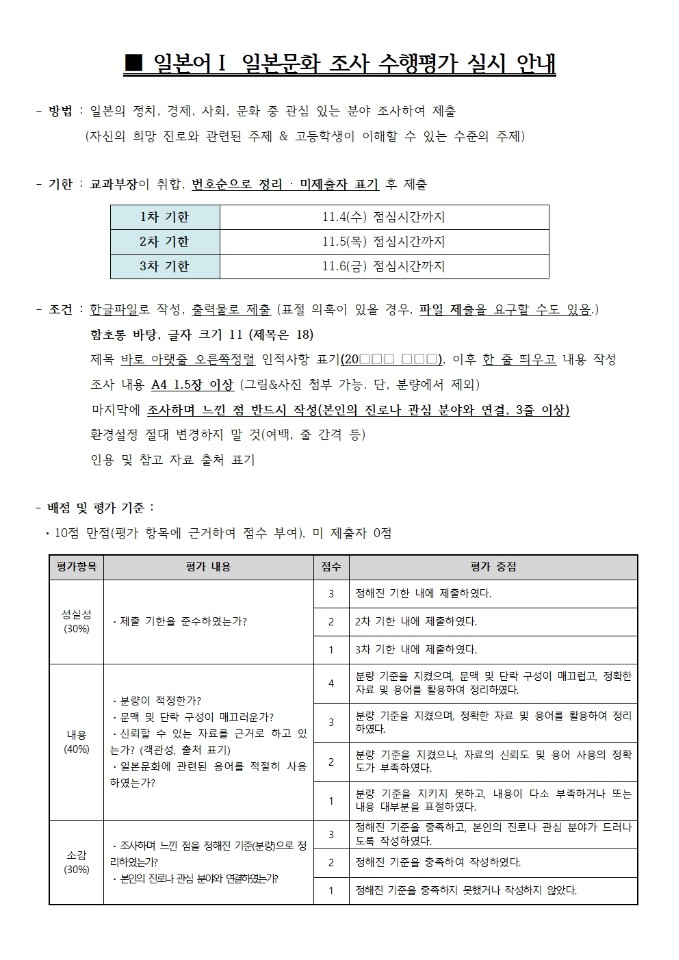 ■ 일본어Ⅰ 일본문화 조사 수행평가 실시 안내
- 방법 : 일본의 정치, 경제, 사회, 문화 중 관심 있는 분야 조사하여 제출
(자신의 희망 진로와 관련된 주제 & 고등학생이 이해할 수 있는 수준의 주제)
- 기한 : 교과부장이 취합, 번호순으로 정리 · 미제출자 표기 후 제출
1차 기한 11.4(수) 점심시간까지
2차 기한 11.5(목) 점심시간까지
3차 기한 11.6(금) 점심시간까지
- 조건 : 한글파일로 작성, 출력물로 제출 (표절 의혹이 있을 경우, 파일 제출을 요구할 수도 있음.)
함초롱 바탕, 글자 크기 11 (제목은 18)
제목 바로 아랫줄 오른쪽정렬 인적사항 표기(20□□□ □□□), 이후 한 줄 띄우고 내용 작성
조사 내용 A4 1.5장 이상 (그림&사진 첨부 가능. 단, 분량에서 제외)
마지막에 조사하며 느낀 점 반드시 작성(본인의 진로나 관심 분야와 연결, 3줄 이상)
환경설정 절대 변경하지 말 것(여백, 줄 간격 등)
인용 및 참고 자료 출처 표기
- 배점 및 평가 기준 :
· 10점 만점(평가 항목에 근거하여 점수 부여), 미 제출자 0점
평가항목 평가 내용 점수 평가 중점
성실성
(30%)
· 제출 기한을 준수하였는가?
3 정해진 기한 내에 제출하였다.
2 2차 기한 내에 제출하였다.
1 3차 기한 내에 제출하였다.
내용
(40%)
· 분량이 적정한가?
· 문맥 및 단락 구성이 매끄러운가?
· 신뢰할 수 있는 자료를 근거로 하고 있
는가? (객관성, 출처 표기)
· 일본문화에 관련된 용어를 적절히 사용
하였는가?
4 분량 기준을 지켰으며, 문맥 및 단락 구성이 매끄럽고, 정확한
자료 및 용어를 활용하여 정리하였다.
3 분량 기준을 지켰으며, 정확한 자료 및 용어를 활용하여 정리
하였다.
2 분량 기준을 지켰으나, 자료의 신뢰도 및 용어 사용의 정확
도가 부족하였다.
1 분량 기준을 지키지 못하고, 내용이 다소 부족하거나 또는
내용 대부분을 표절하였다.
소감
(30%)
· 조사하며 느낀 점을 정해진 기준(분량)으로 정
리하였는가?
· 본인의 진로나 관심 분야와 연결하였는가?
3 정해진 기준을 충족하고, 본인의 진로나 관심 분야가 드러나
도록 작성하였다.
2 정해진 기준을 충족하여 작성하였다.
1 정해진 기준을 충족하지 못했거나 작성하지 않았다.